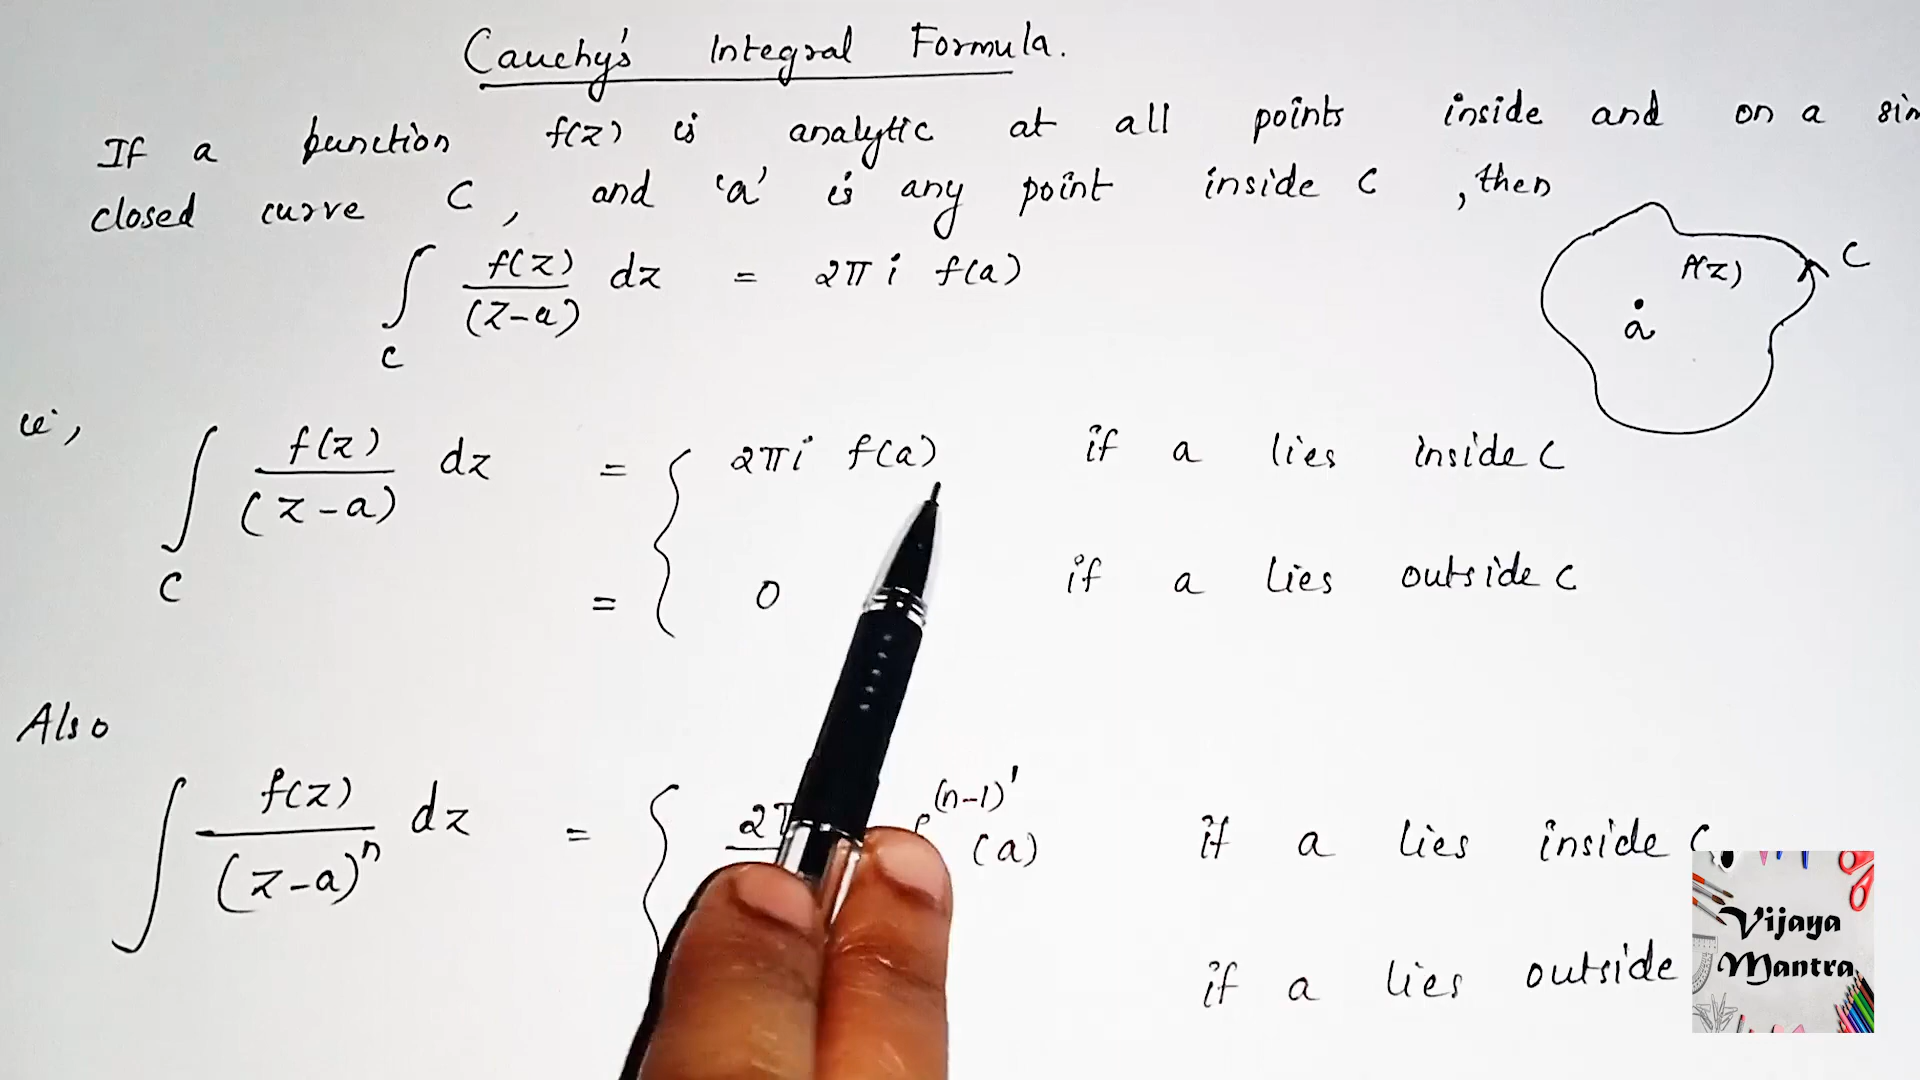 Cauchy's Integral Formula.
If a function f(z) is analytic at all points inside and on a sim
closed curve C, and 'a' is any point inside C, then
∫ f(z)/(z-a) dz = 2πi f(a)
C
f(z) C
a
ie, ∫ f(z)/(z-a) dz = { 2πi f(a) if a lies inside C
C
= 0 if a lies outside C
Also
∫ f(z)/(z-a)^n dz = { 2π f^(n-1)' (a) if a lies inside C
if a lies outside
Vijaya
Mantra